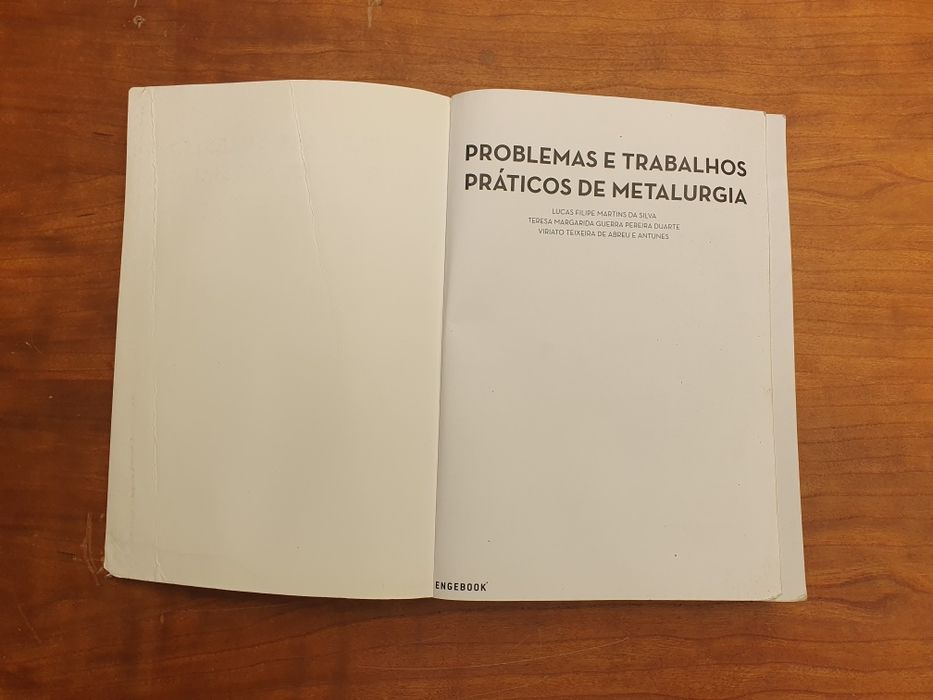 PROBLEMAS E TRABALHOS
PRÁTICOS DE METALURGIA
LUCAS FILIPE MARTINS DA SILVA
TERESA MARGARIDA GUERRA PEREIRA DUARTE
VIRIATO TEIXEIRA DE ABREU E ANTUNES
ENGEBOOK